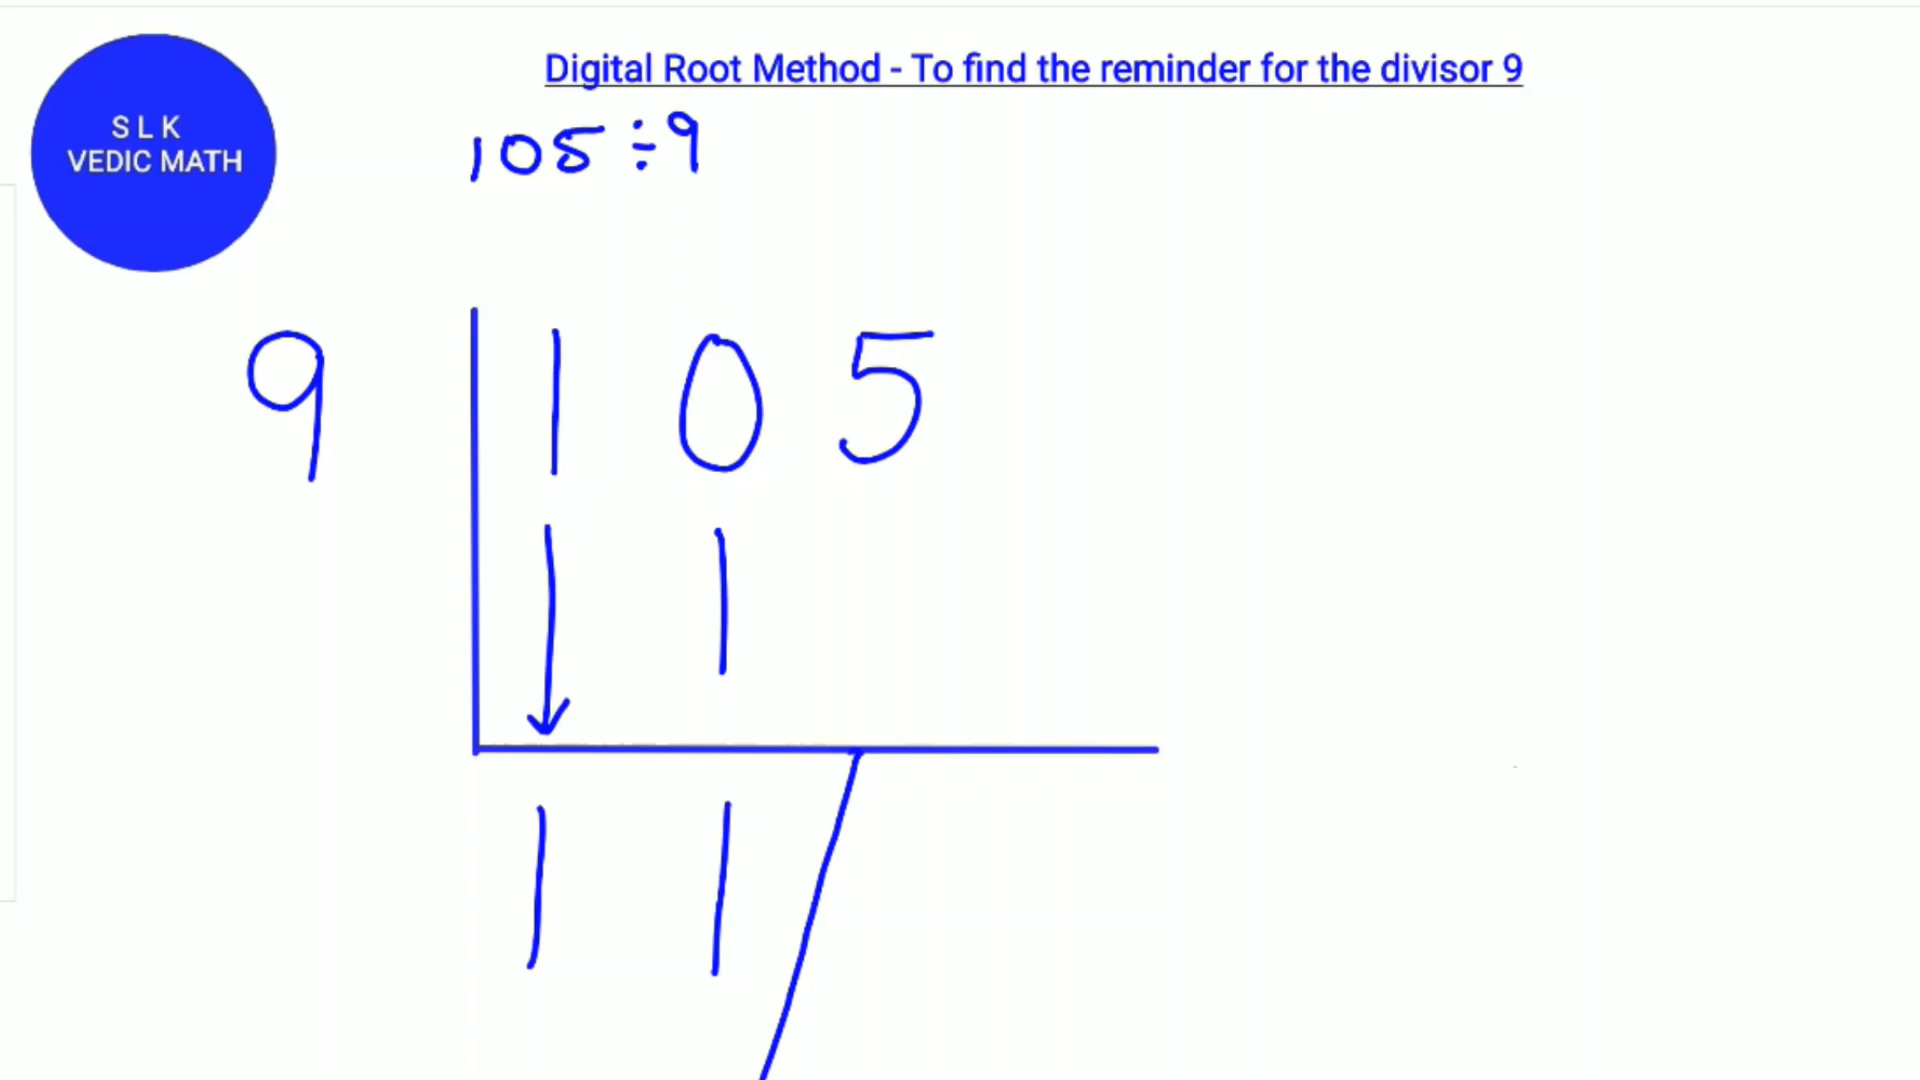 Digital Root Method - To find the reminder for the divisor 9
S L K
VEDIC MATH
105 ÷ 9
9 1 0 5
1
1 1